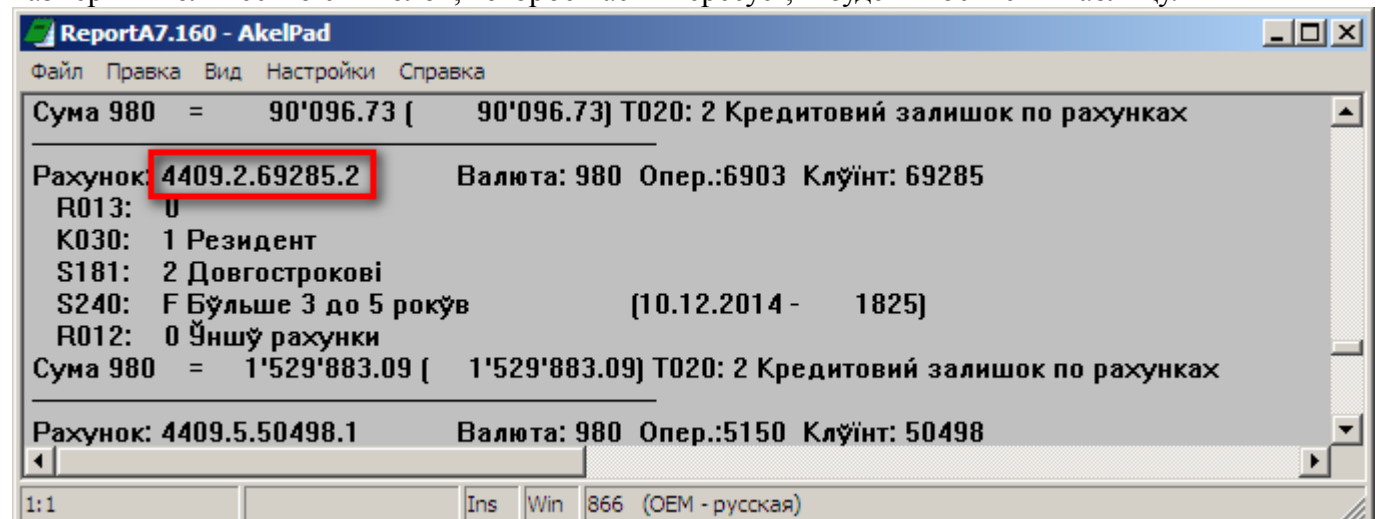 ReportA7.160 - AkelPad
Файл Правка Вид Настройки Справка
Сума 980 = 90'096.73 ( 90'096.73) T020: 2 Кредитовий залишок по рахунках
Рахунок: 4409.2.69285.2 Валюта: 980 Опер.:6903 Клўїнт: 69285
R013: 0
K030: 1 Резидент
S181: 2 Довгострокові
S240: F Бўльше 3 до 5 рокўв (10.12.2014 - 1825)
R012: 0 Ўншў рахунки
Сума 980 = 1'529'883.09 ( 1'529'883.09) T020: 2 Кредитовий залишок по рахунках
Рахунок: 4409.5.50498.1 Валюта: 980 Опер.:5150 Клўїнт: 50498
1:1 Ins Win 866 (OEM - русская)